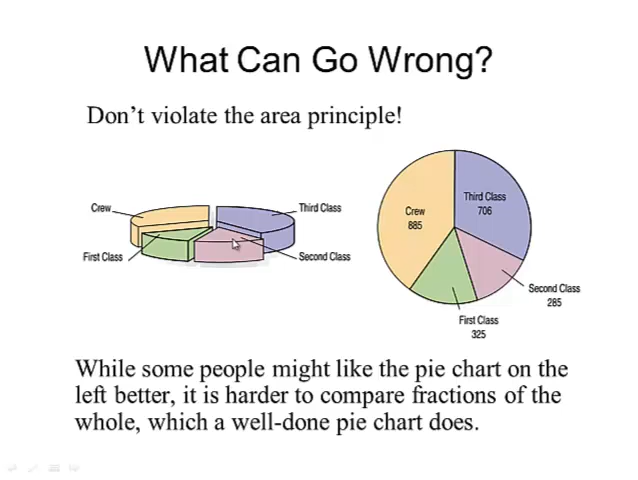 What Can Go Wrong?
Don't violate the area principle!
Crew
Third Class
First Class
Second Class
Third Class
706
Crew
885
Second Class
285
First Class
325
While some people might like the pie chart on the
left better, it is harder to compare fractions of the
whole, which a well-done pie chart does.